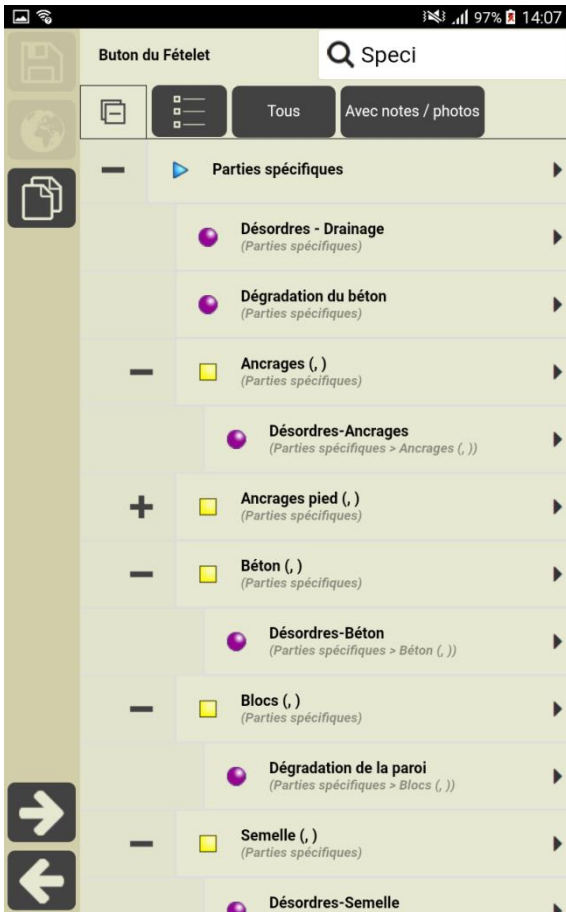 97% 14:07
Buton du Fételet
Speci
Tous
Avec notes / photos
Parties spécifiques
Désordres - Drainage
(Parties spécifiques)
Dégradation du béton
(Parties spécifiques)
Ancrages (, )
(Parties spécifiques)
Désordres-Ancrages
(Parties spécifiques > Ancrages (, ))
Ancrages pied (, )
(Parties spécifiques)
Béton (, )
(Parties spécifiques)
Désordres-Béton
(Parties spécifiques > Béton (, ))
Blocs (, )
(Parties spécifiques)
Dégradation de la paroi
(Parties spécifiques > Blocs (, ))
Semelle (, )
(Parties spécifiques)
Désordres-Semelle